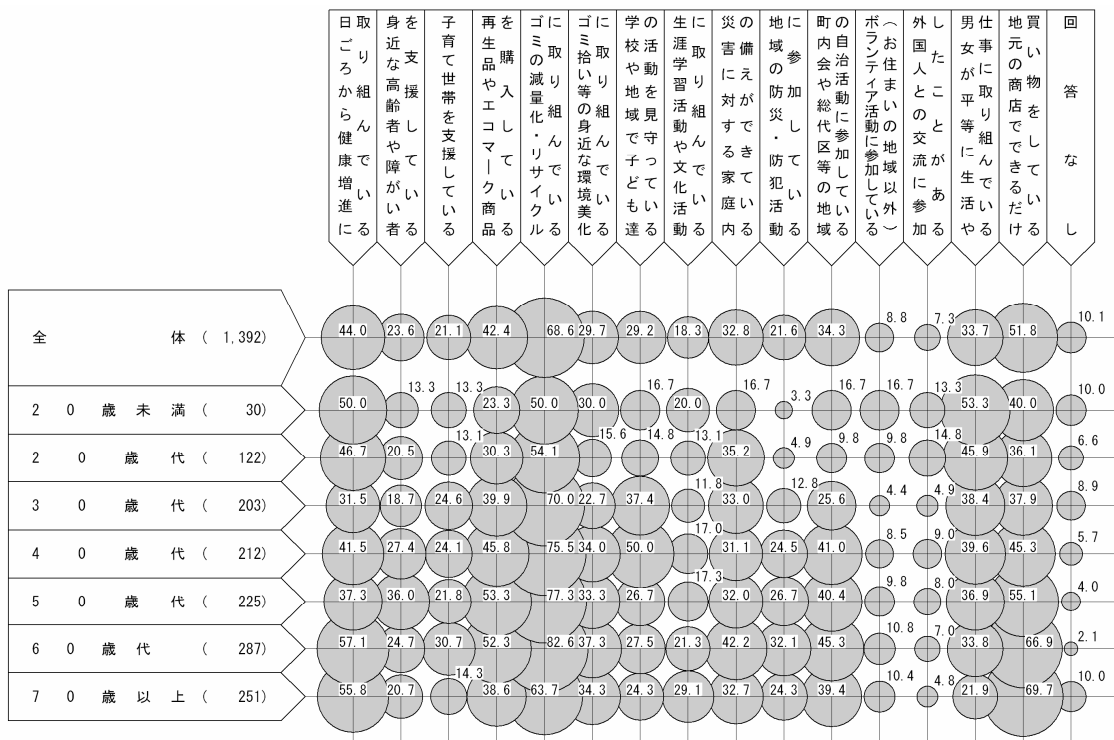 日ごろから健康増進に
取り組んでいる
身近な高齢者や障がい者
を支援している
子育て世帯を支援している
再生品やエコマーク商品
を購入している
ゴミの減量化・リサイクル
に取り組んでいる
ゴミ拾い等の身近な環境美化
に取り組んでいる
学校や地域で子ども達
の活動を見守っている
生涯学習活動や文化活動
に取り組んでいる
災害に対する家庭内
の備えができている
地域の防災・防犯活動
に参加している
町内会や総代区等の地域
の自治活動に参加している
ボランティア活動に参加している
（お住まいの地域以外）
外国人との交流に参加
したことがある
男女が平等に生活や
仕事に取り組んでいる
地元の商店でできるだけ
買い物をしている
回答なし
全体 ( 1,392) 44.0 23.6 21.1 42.4 68.6 29.7 29.2 18.3 32.8 21.6 34.3 8.8 7.3 33.7 51.8 10.1
20歳未満 ( 30) 50.0 13.3 13.3 23.3 50.0 30.0 16.7 20.0 16.7 3.3 16.7 16.7 13.3 53.3 40.0 10.0
20歳代 ( 122) 46.7 20.5 13.1 30.3 54.1 15.6 14.8 13.1 35.2 4.9 9.8 9.8 14.8 45.9 36.1 6.6
30歳代 ( 203) 31.5 18.7 24.6 39.9 70.0 22.7 37.4 11.8 33.0 12.8 25.6 4.4 4.9 38.4 37.9 8.9
40歳代 ( 212) 41.5 27.4 24.1 45.8 75.5 34.0 50.0 17.0 31.1 24.5 41.0 8.5 9.0 39.6 45.3 5.7
50歳代 ( 225) 37.3 36.0 21.8 53.3 77.3 33.3 26.7 17.3 32.0 26.7 40.4 9.8 8.0 36.9 55.1 4.0
60歳代 ( 287) 57.1 24.7 30.7 52.3 82.6 37.3 27.5 21.3 42.2 32.1 45.3 10.8 7.0 33.8 66.9 2.1
70歳以上 ( 251) 55.8 20.7 14.3 38.6 63.7 34.3 24.3 29.1 32.7 24.3 39.4 10.4 4.8 21.9 69.7 10.0